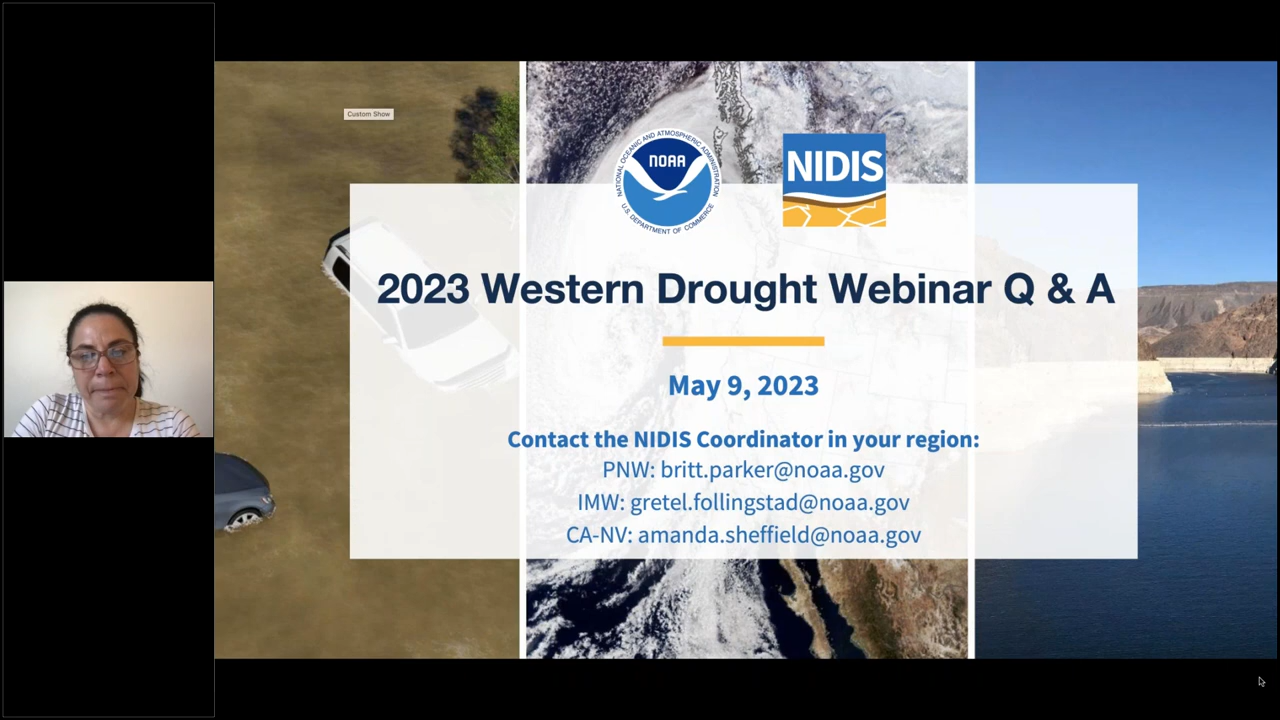 Custom Show
NATIONAL OCEANIC AND ATMOSPHERIC ADMINISTRATION
NOAA
U.S. DEPARTMENT OF COMMERCE
NIDIS
2023 Western Drought Webinar Q & A
May 9, 2023
Contact the NIDIS Coordinator in your region:
PNW: britt.parker@noaa.gov
IMW: gretel.follingstad@noaa.gov
CA-NV: amanda.sheffield@noaa.gov